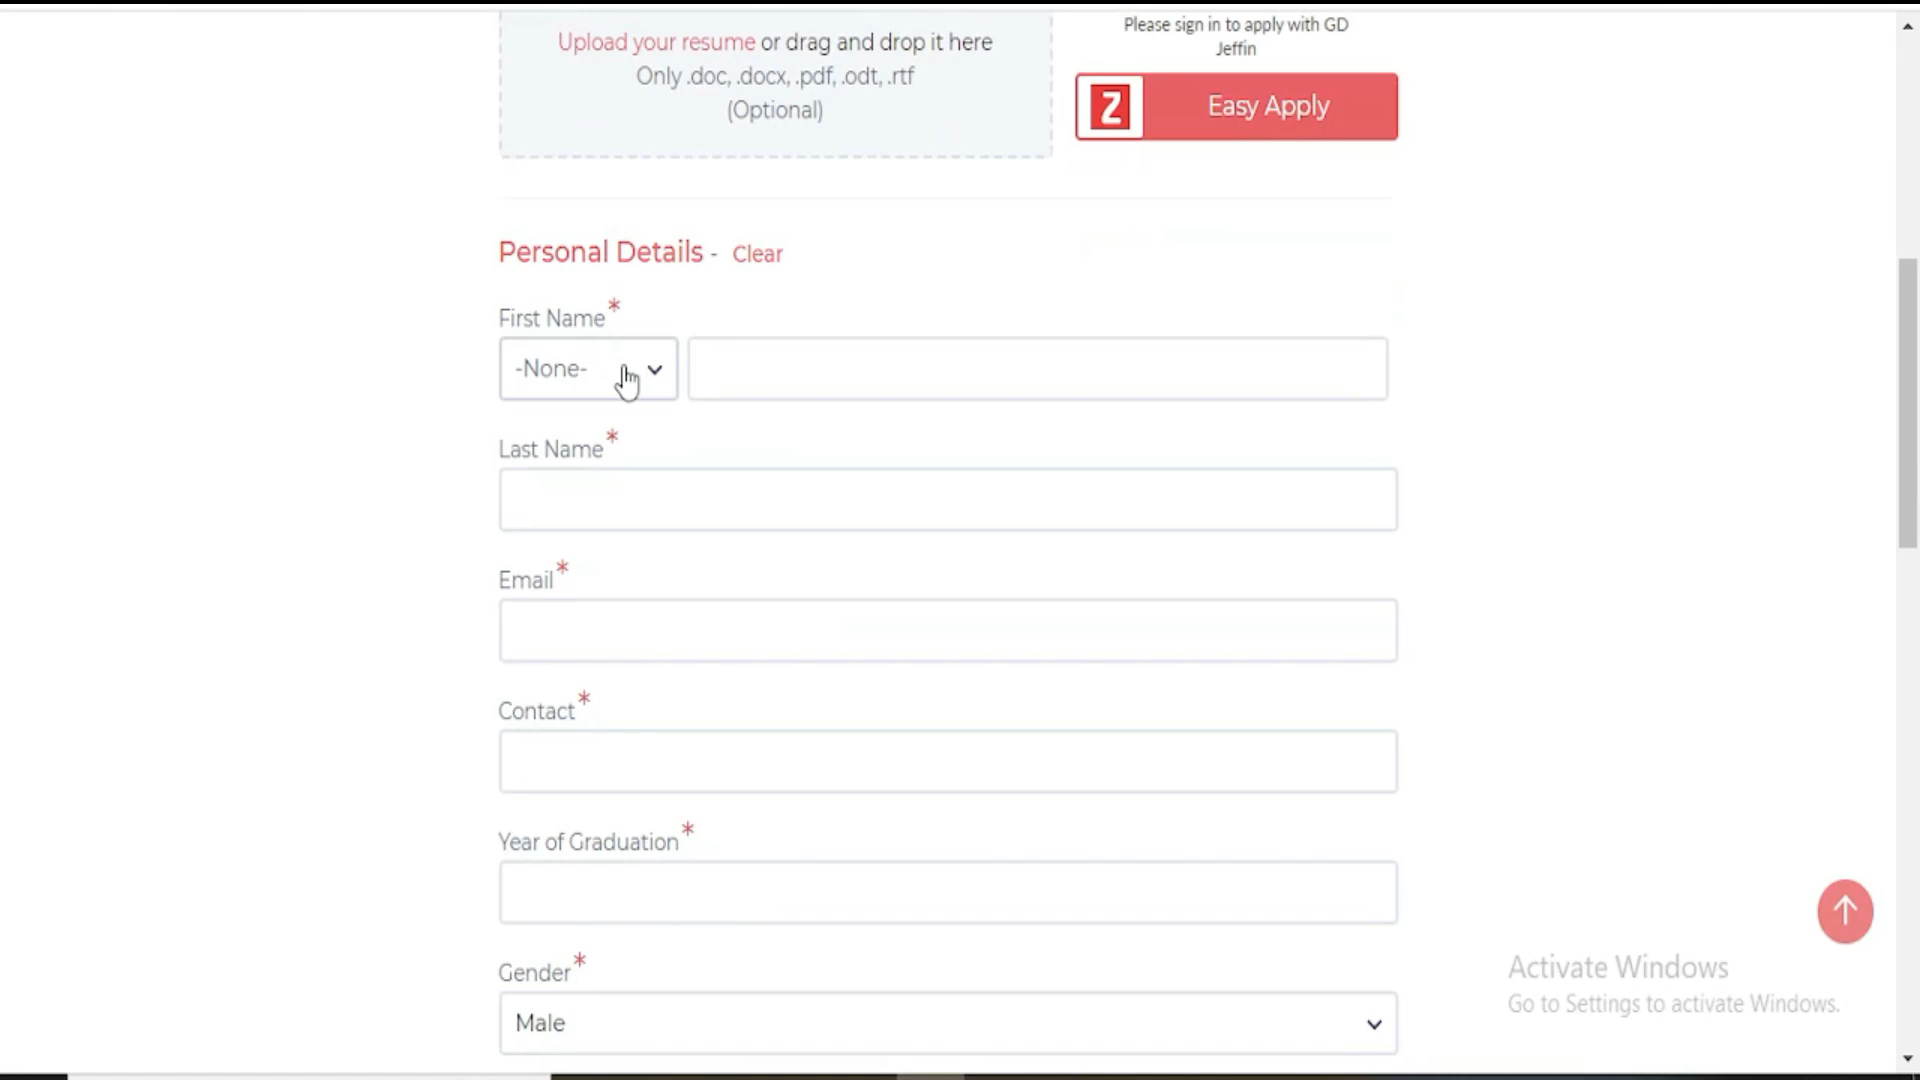 Upload your resume or drag and drop it here
Only .doc, .docx, .pdf, .odt, .rtf
(Optional)
Please sign in to apply with GD
Jeffin
Z Easy Apply
Personal Details - Clear
First Name*
-None-
Last Name*
Email*
Contact*
Year of Graduation*
Gender*
Male
Activate Windows
Go to Settings to activate Windows.